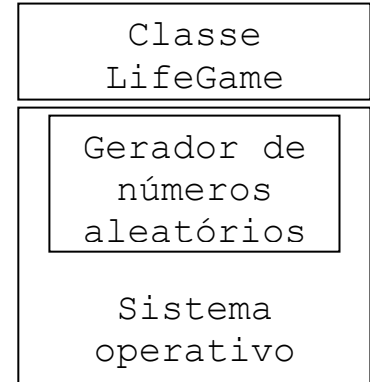 Classe
LifeGame
Gerador de
números
aleatórios
Sistema
operativo